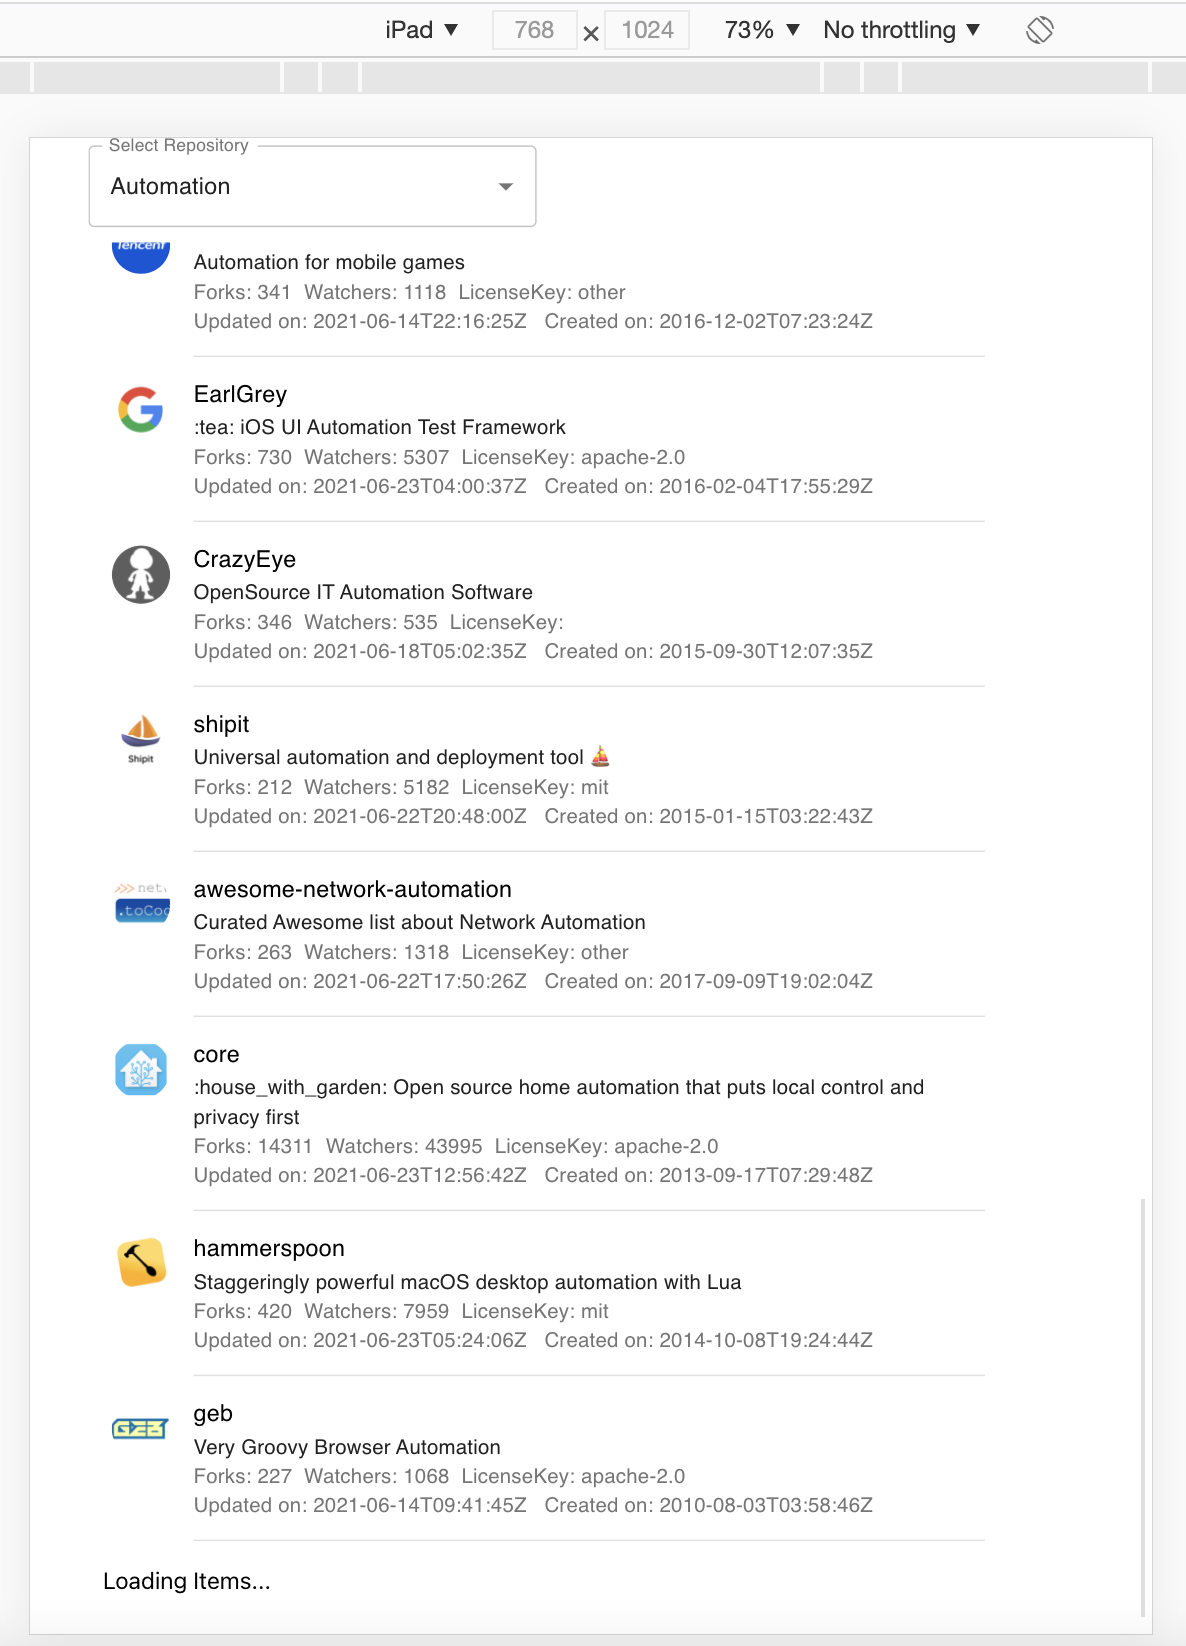 iPad ▼ 768 × 1024 73% ▼ No throttling ▼
Select Repository
Automation
Tencent
Automation for mobile games
Forks: 341 Watchers: 1118 LicenseKey: other
Updated on: 2021-06-14T22:16:25Z Created on: 2016-12-02T07:23:24Z
EarlGrey
:tea: iOS UI Automation Test Framework
Forks: 730 Watchers: 5307 LicenseKey: apache-2.0
Updated on: 2021-06-23T04:00:37Z Created on: 2016-02-04T17:55:29Z
CrazyEye
OpenSource IT Automation Software
Forks: 346 Watchers: 535 LicenseKey:
Updated on: 2021-06-18T05:02:35Z Created on: 2015-09-30T12:07:35Z
shipit
Universal automation and deployment tool ⛵
Shipit
Forks: 212 Watchers: 5182 LicenseKey: mit
Updated on: 2021-06-22T20:48:00Z Created on: 2015-01-15T03:22:43Z
>>> net.
.toCod
awesome-network-automation
Curated Awesome list about Network Automation
Forks: 263 Watchers: 1318 LicenseKey: other
Updated on: 2021-06-22T17:50:26Z Created on: 2017-09-09T19:02:04Z
core
:house_with_garden: Open source home automation that puts local control and
privacy first
Forks: 14311 Watchers: 43995 LicenseKey: apache-2.0
Updated on: 2021-06-23T12:56:42Z Created on: 2013-09-17T07:29:48Z
hammerspoon
Staggeringly powerful macOS desktop automation with Lua
Forks: 420 Watchers: 7959 LicenseKey: mit
Updated on: 2021-06-23T05:24:06Z Created on: 2014-10-08T19:24:44Z
GEB
geb
Very Groovy Browser Automation
Forks: 227 Watchers: 1068 LicenseKey: apache-2.0
Updated on: 2021-06-14T09:41:45Z Created on: 2010-08-03T03:58:46Z
Loading Items...